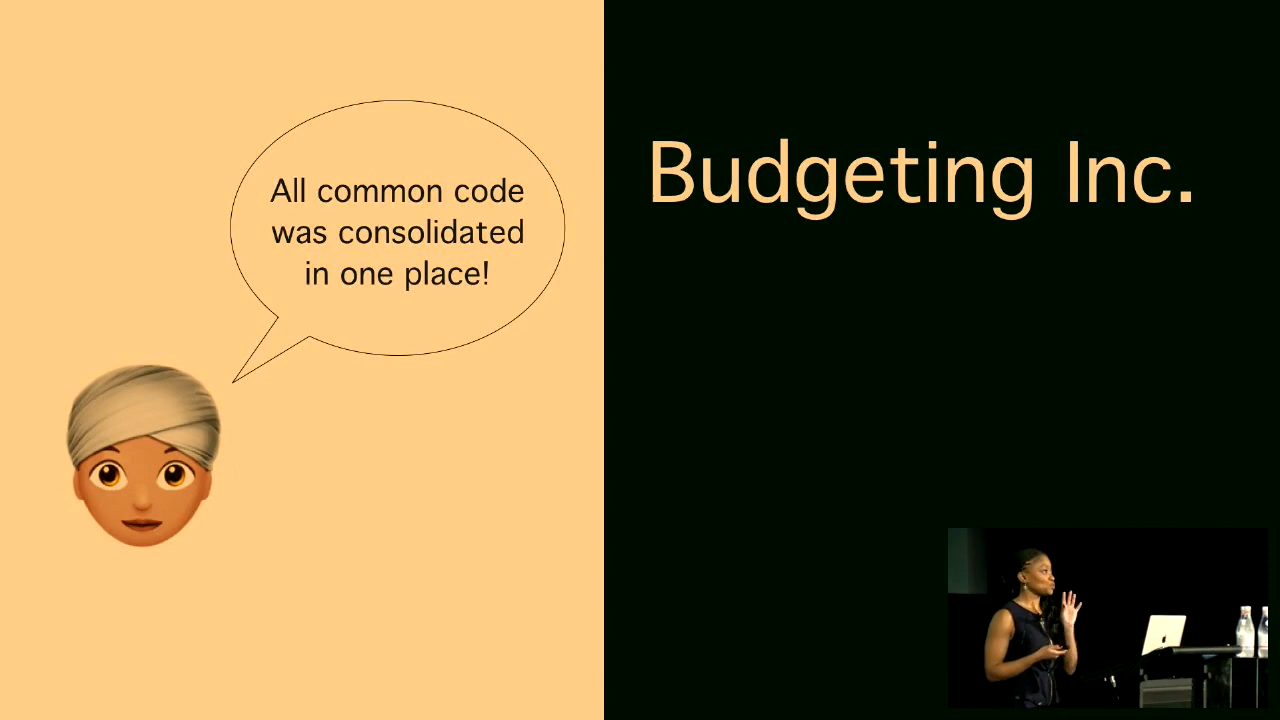 All common code
was consolidated
in one place!
Budgeting Inc.